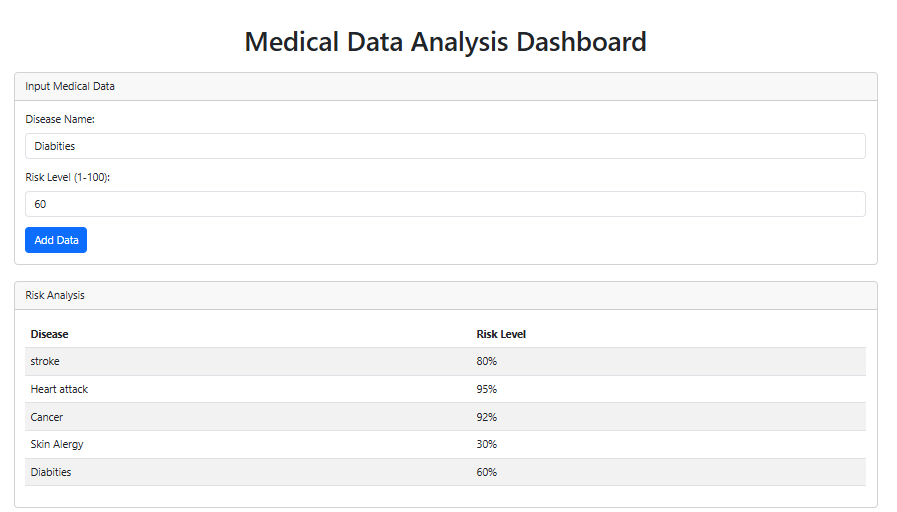 Medical Data Analysis Dashboard
Input Medical Data
Disease Name:
Diabities
Risk Level (1-100):
60
Add Data
Risk Analysis
Disease Risk Level
stroke 80%
Heart attack 95%
Cancer 92%
Skin Alergy 30%
Diabities 60%